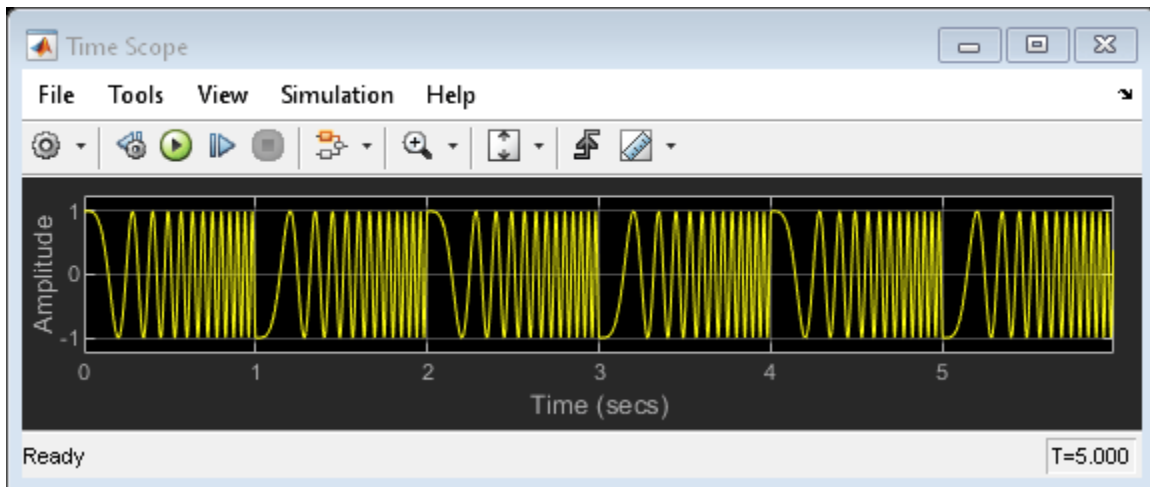 Time Scope
File Tools View Simulation Help
Amplitude
1
0
-1
0 1 2 3 4 5
Time (secs)
Ready T=5.000